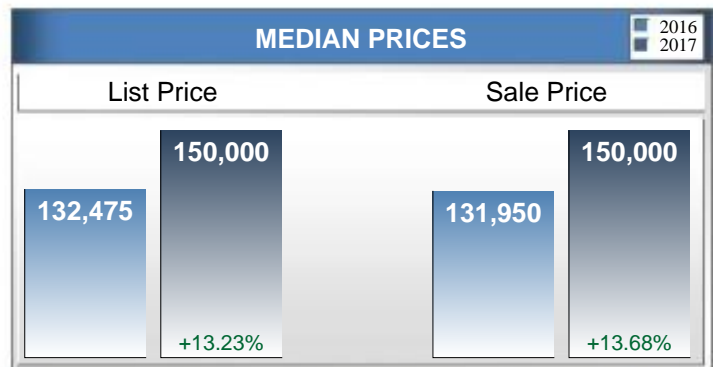 MEDIAN PRICES
2016
2017
List Price
Sale Price
132,475
150,000
+13.23%
131,950
150,000
+13.68%